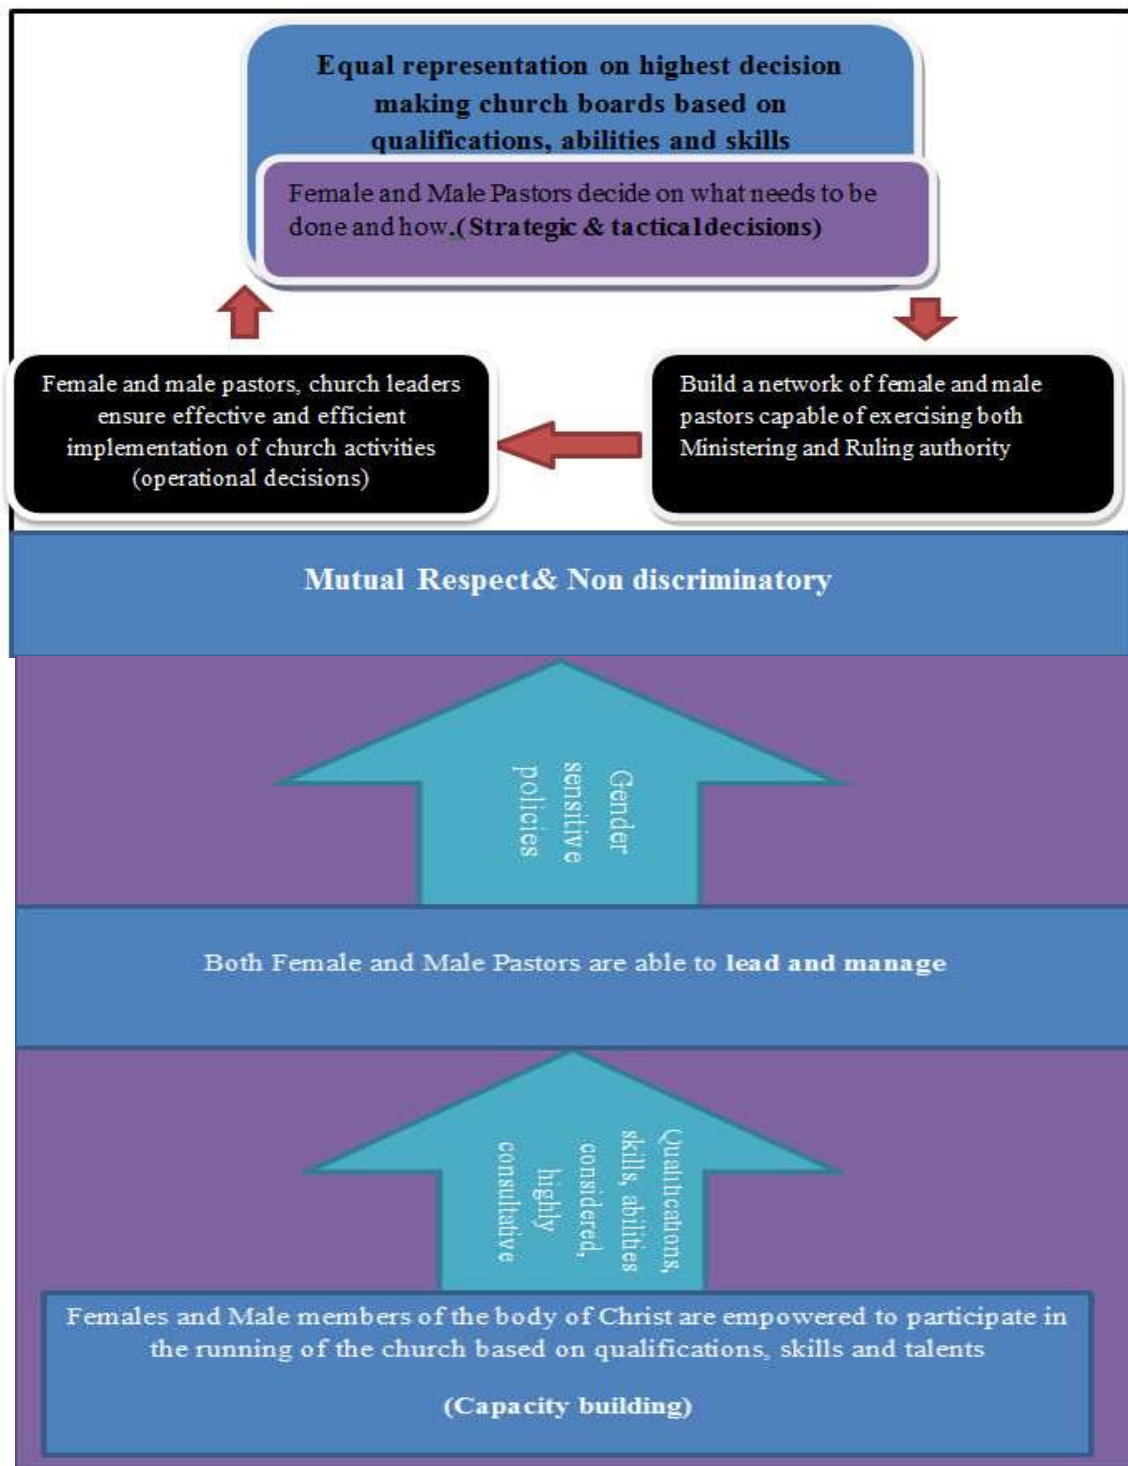 Equal representation on highest decision
making church boards based on
qualifications, abilities and skills
Female and Male Pastors decide on what needs to be
done and how.(Strategic & tacticaldecisions)
Female and male pastors, church leaders
ensure effective and efficient
implementation of church activities
(operational decisions)
Build a network of female and male
pastors capable of exercising both
Ministering and Ruling authority
Mutual Respect& Non discriminatory
Gender
sensitive
policies
Both Female and Male Pastors are able to lead and manage
Qualifications,
skills, abilities
considered,
highly
consultative
Females and Male members of the body of Christ are empowered to participate in
the running of the church based on qualifications, skills and talents
(Capacity building)